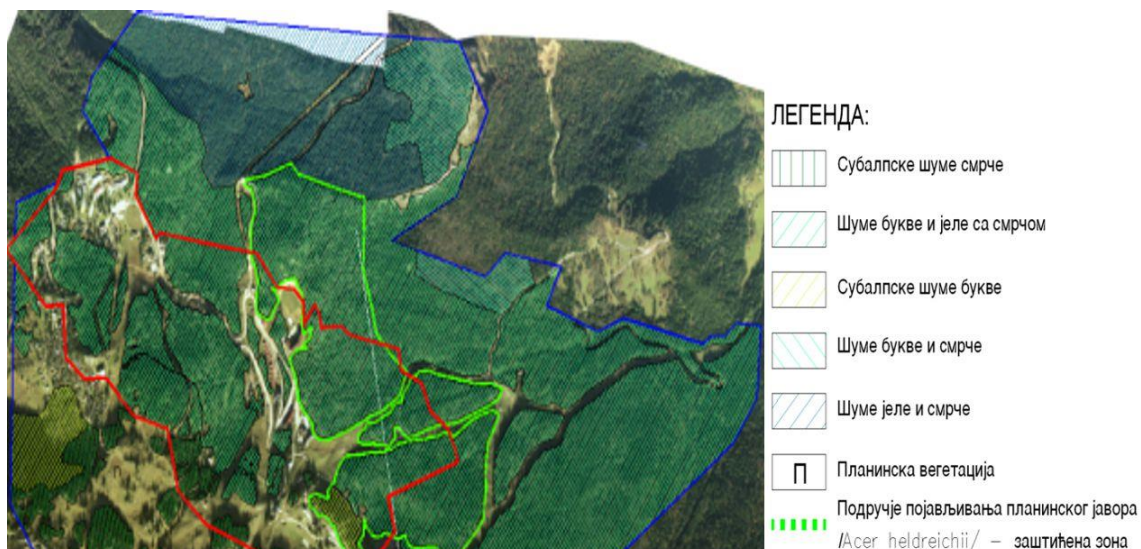 ЛЕГЕНДА:
Субалпске шуме смрче
Шуме букве и јеле са смрчом
Субалпске шуме букве
Шуме букве и смрче
Шуме јеле и смрче
П Планинска вегетација
Подручје појављивања планинског јавора
/Acer heldreichii/ – заштићена зона